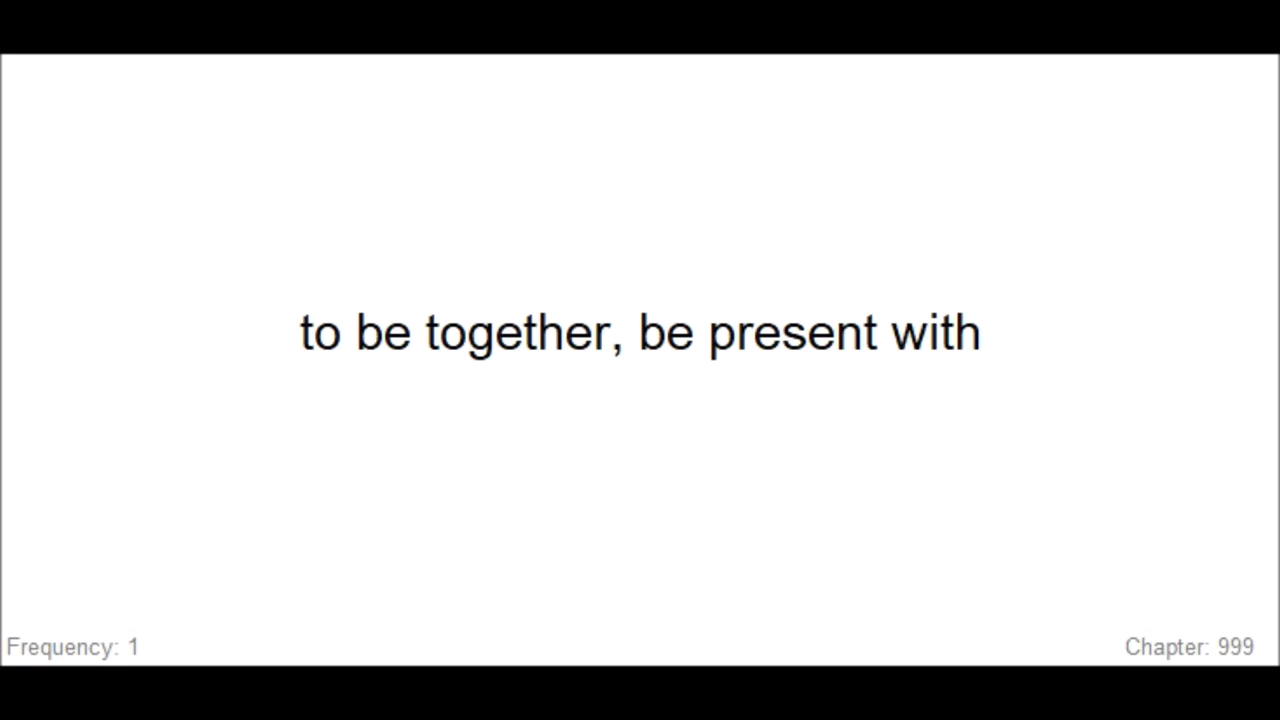 to be together, be present with
Frequency: 1
Chapter: 999